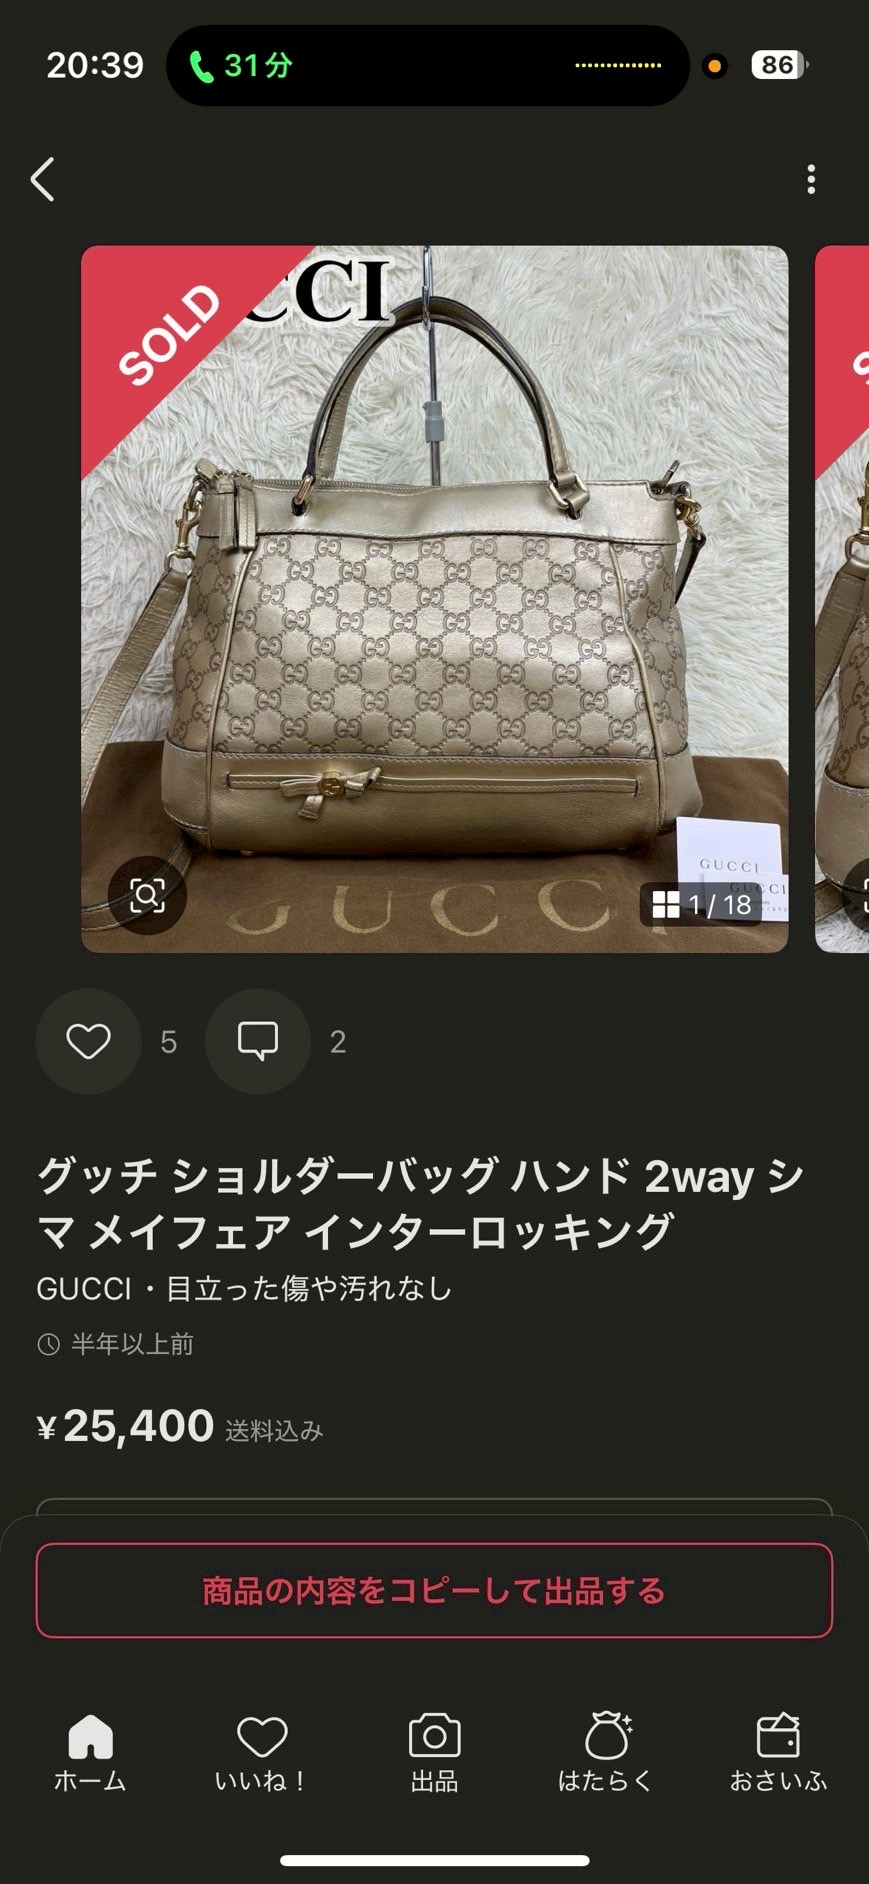 20:39
31分
86
SOLD
CCI
GUCCI
GUCCI
GUCCI
1 / 18
5
2
グッチ ショルダーバッグ ハンド 2way シ
マ メイフェア インターロッキング
GUCCI・目立った傷や汚れなし
半年以上前
¥25,400 送料込み
商品の内容をコピーして出品する
ホーム
いいね！
出品
はたらく
おさいふ